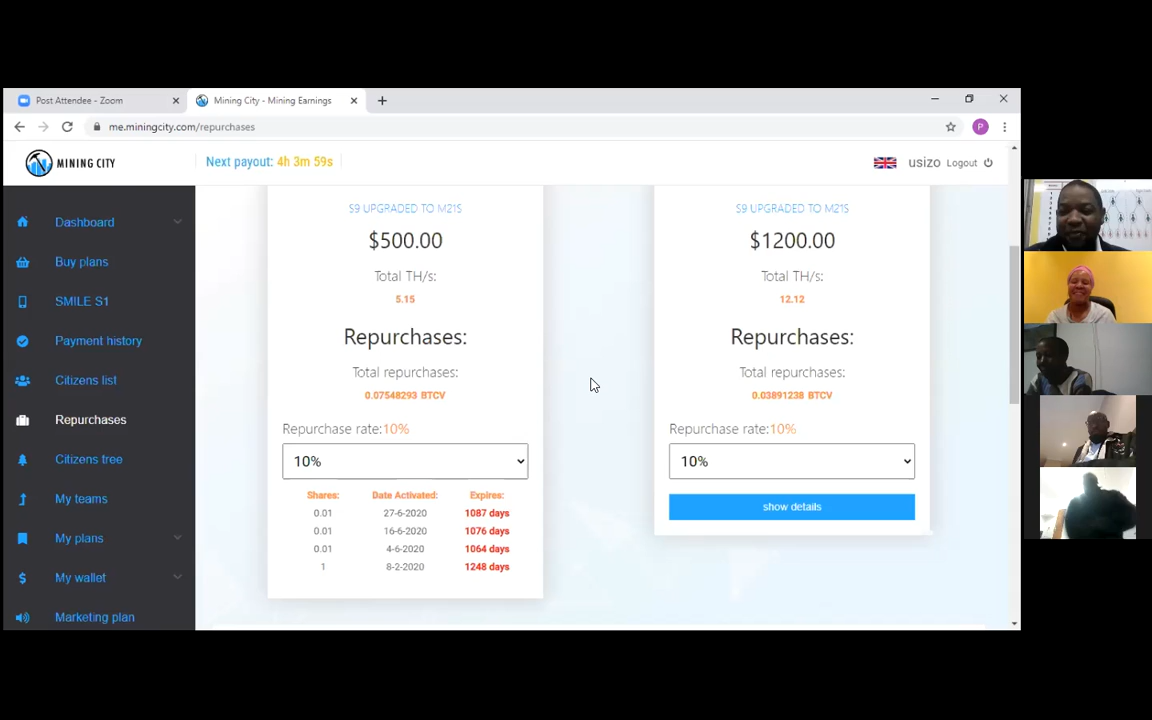 Post Attendee - Zoom
Mining City - Mining Earnings
me.miningcity.com/repurchases
P
MINING CITY
Next payout: 4h 3m 59s
usizo
Logout
Dashboard
Buy plans
SMILE S1
Payment history
Citizens list
Repurchases
Citizens tree
My teams
My plans
My wallet
Marketing plan
S9 UPGRADED TO M21S
$500.00
Total TH/s:
5.15
Repurchases:
Total repurchases:
0.07548293 BTCV
Repurchase rate:10%
10%
Shares: Date Activated: Expires:
0.01 27-6-2020 1087 days
0.01 16-6-2020 1076 days
0.01 4-6-2020 1064 days
1 8-2-2020 1248 days
S9 UPGRADED TO M21S
$1200.00
Total TH/s:
12.12
Repurchases:
Total repurchases:
0.03891238 BTCV
Repurchase rate:10%
10%
show details